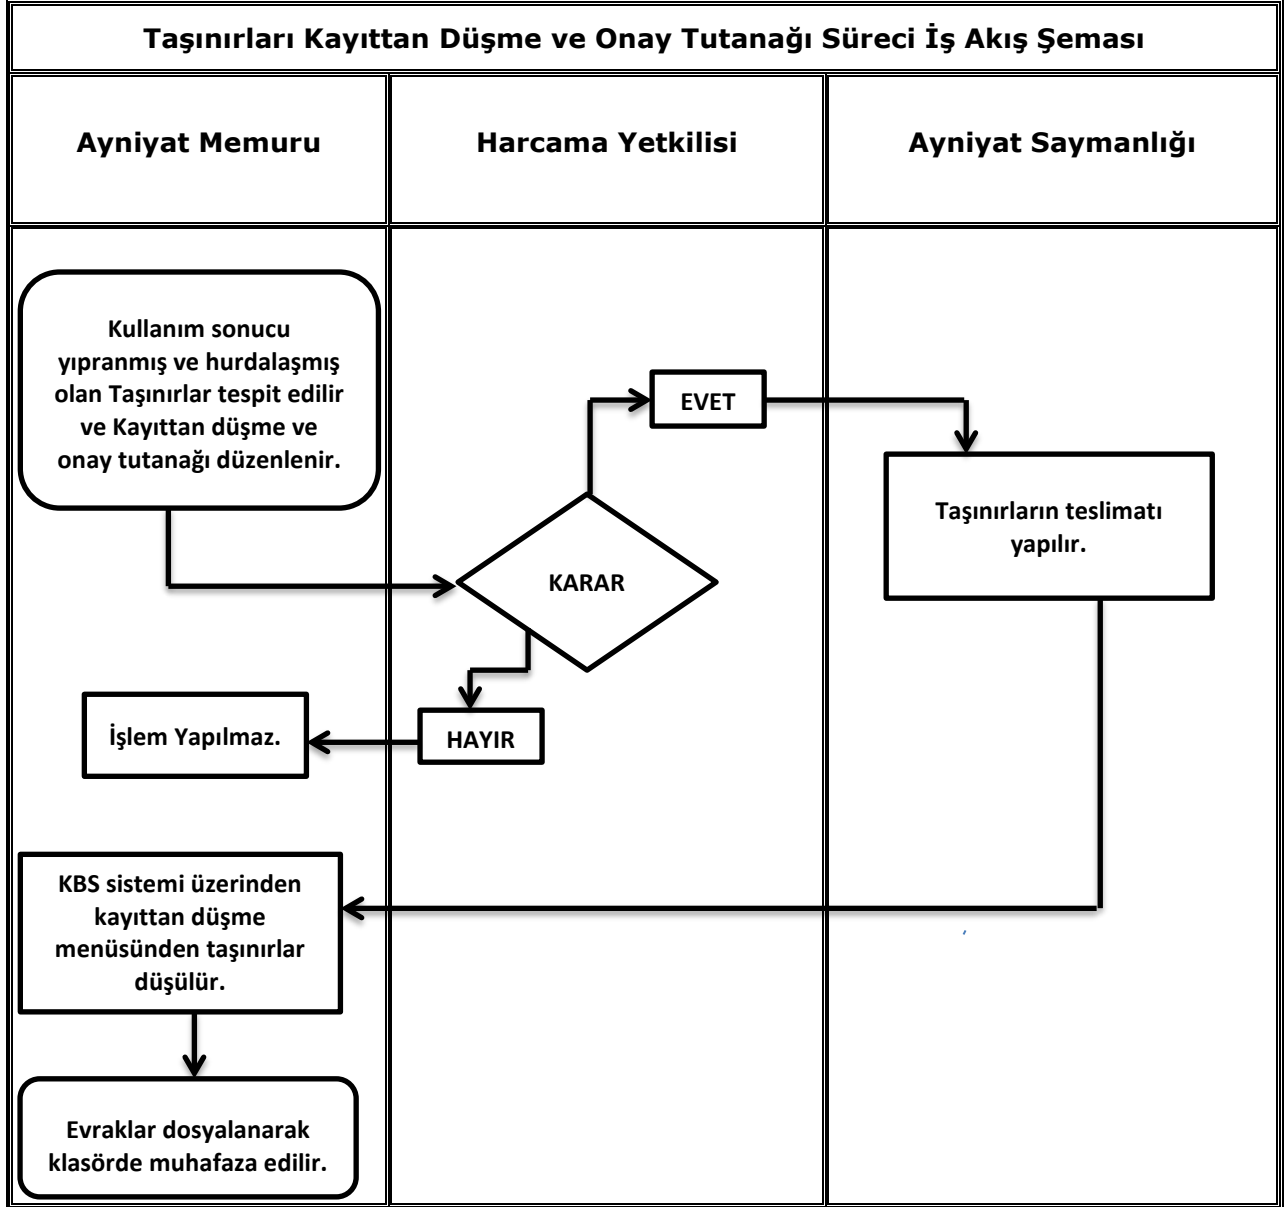 Taşınırları Kayıttan Düşme ve Onay Tutanağı Süreci İş Akış Şeması
Ayniyat Memuru
Harcama Yetkilisi
Ayniyat Saymanlığı
Kullanım sonucu
yıpranmış ve hurdalaşmış
olan Taşınırlar tespit edilir
ve Kayıttan düşme ve
onay tutanağı düzenlenir.
EVET
Taşınırların teslimatı
yapılır.
KARAR
İşlem Yapılmaz.
HAYIR
KBS sistemi üzerinden
kayıttan düşme
menüsünden taşınırlar
düşülür.
Evraklar dosyalanarak
klasörde muhafaza edilir.